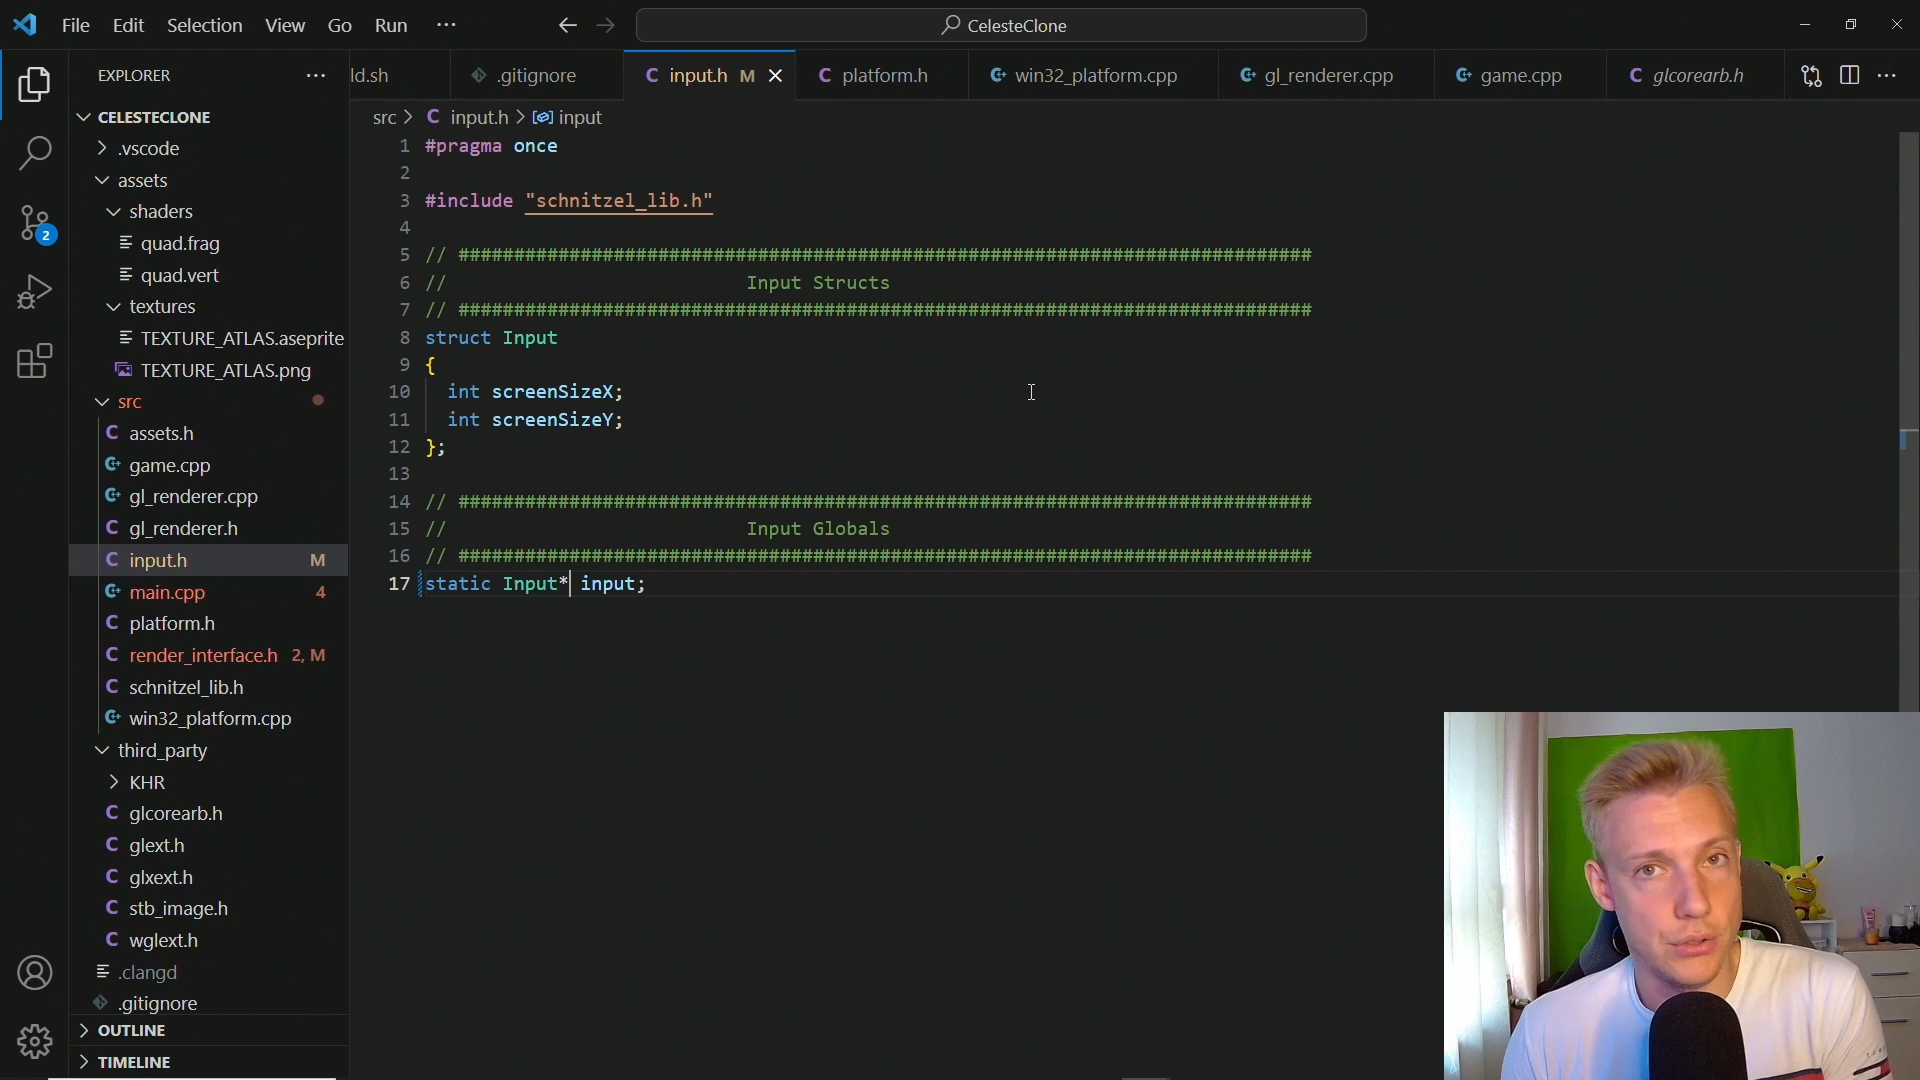 File Edit Selection View Go Run ···
CelesteClone
EXPLORER
ld.sh
.gitignore
input.h M
platform.h
win32_platform.cpp
gl_renderer.cpp
game.cpp
glcorearb.h
src > C input.h > input
CELESTECLONE
.vscode
assets
shaders
quad.frag
quad.vert
textures
TEXTURE_ATLAS.aseprite
TEXTURE_ATLAS.png
src
assets.h
game.cpp
gl_renderer.cpp
gl_renderer.h
input.h M
main.cpp 4
platform.h
render_interface.h 2, M
schnitzel_lib.h
win32_platform.cpp
third_party
KHR
glcorearb.h
glext.h
glxext.h
stb_image.h
wglext.h
.clangd
.gitignore
OUTLINE
TIMELINE
2
1 #pragma once
2
3 #include "schnitzel_lib.h"
4
5 // ##############################################################################
6 // Input Structs
7 // ##############################################################################
8 struct Input
9 {
10 int screenSizeX;
11 int screenSizeY;
12 };
13
14 // ##############################################################################
15 // Input Globals
16 // ##############################################################################
17 static Input* input;